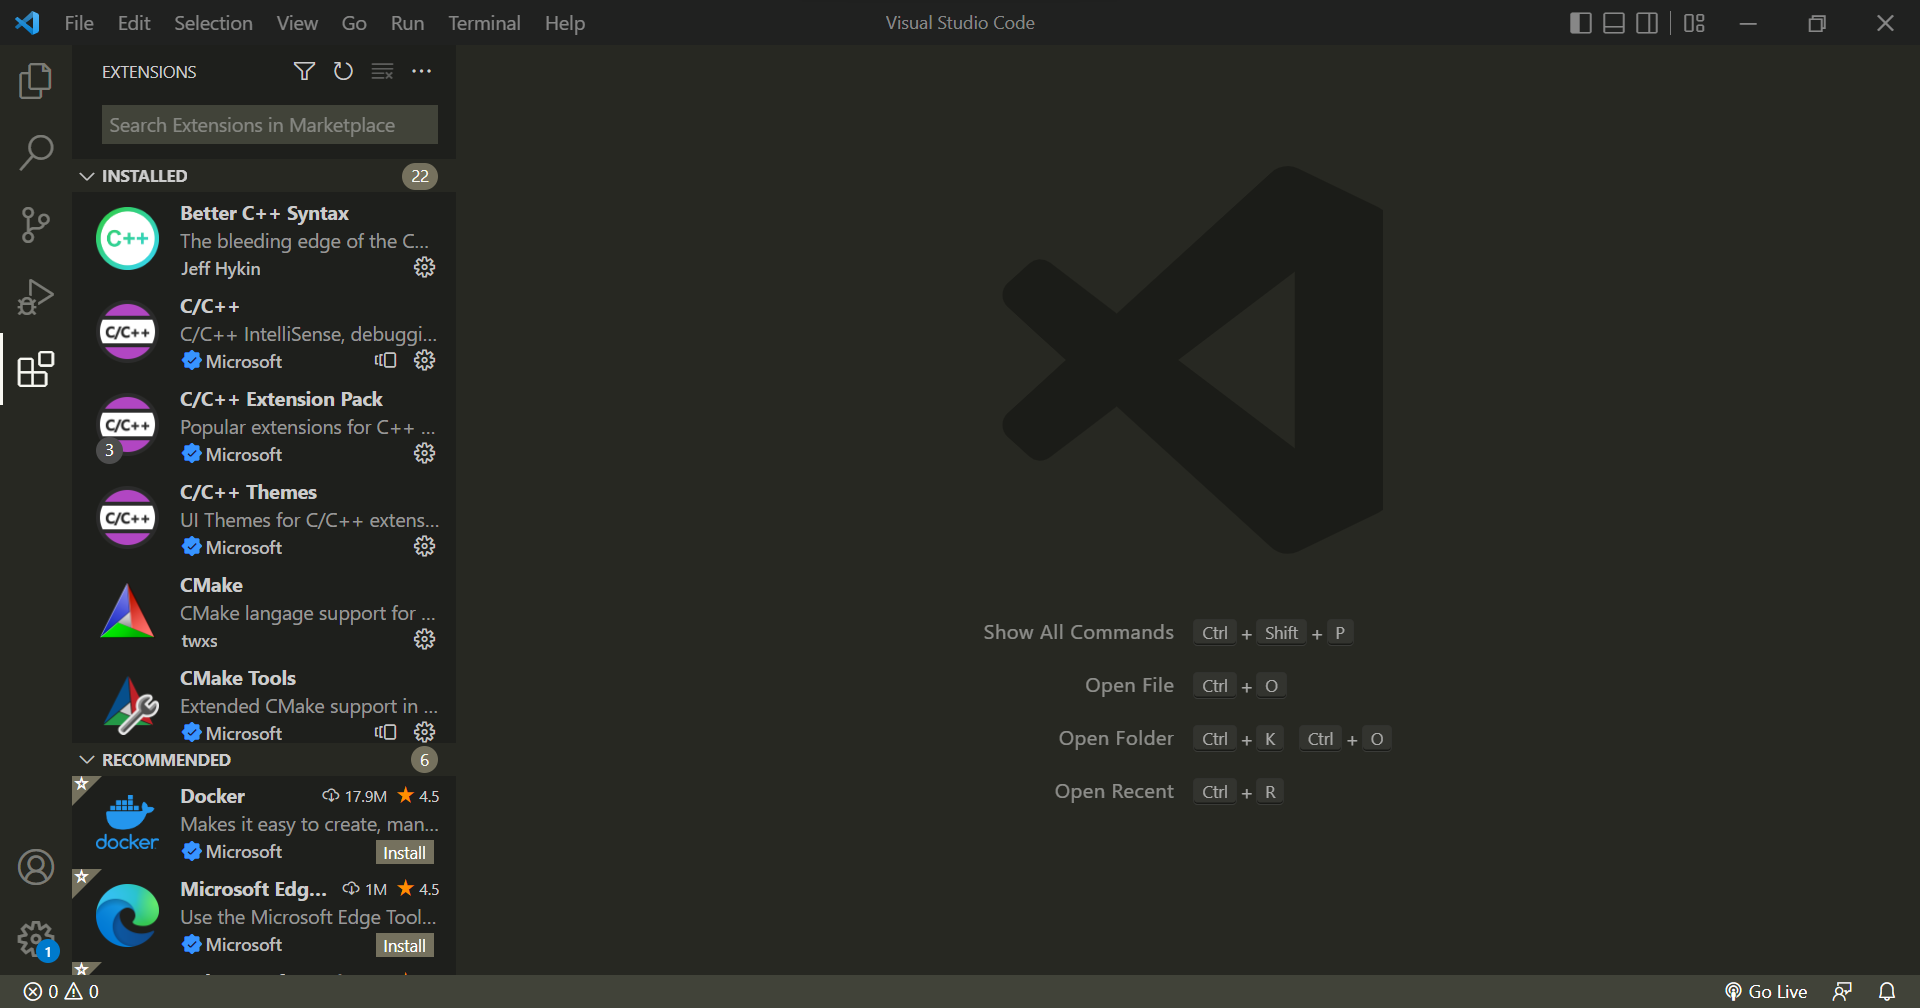 File Edit Selection View Go Run Terminal Help Visual Studio Code
EXTENSIONS
Search Extensions in Marketplace
INSTALLED 22
C++
Better C++ Syntax
The bleeding edge of the C...
Jeff Hykin
C/C++
C/C++
C/C++ IntelliSense, debuggi...
Microsoft
C/C++
3
C/C++ Extension Pack
Popular extensions for C++ ...
Microsoft
C/C++
C/C++ Themes
UI Themes for C/C++ extens...
Microsoft
CMake
CMake langage support for ...
twxs
CMake Tools
Extended CMake support in ...
Microsoft
RECOMMENDED 6
docker
Docker 17.9M 4.5
Makes it easy to create, man...
Microsoft Install
Microsoft Edg... 1M 4.5
Use the Microsoft Edge Tool...
Microsoft Install
1
Show All Commands Ctrl + Shift + P
Open File Ctrl + O
Open Folder Ctrl + K Ctrl + O
Open Recent Ctrl + R
0 0 Go Live